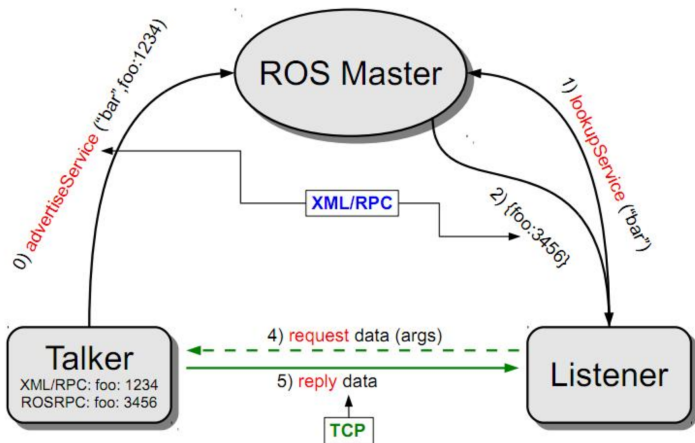 ROS Master
0) advertiseService ("bar",foo:1234)
1) lookupService ("bar")
XML/RPC
2) {foo:3456}
4) request data (args)
Talker
XML/RPC: foo: 1234
ROSRPC: foo: 3456
Listener
5) reply data
TCP